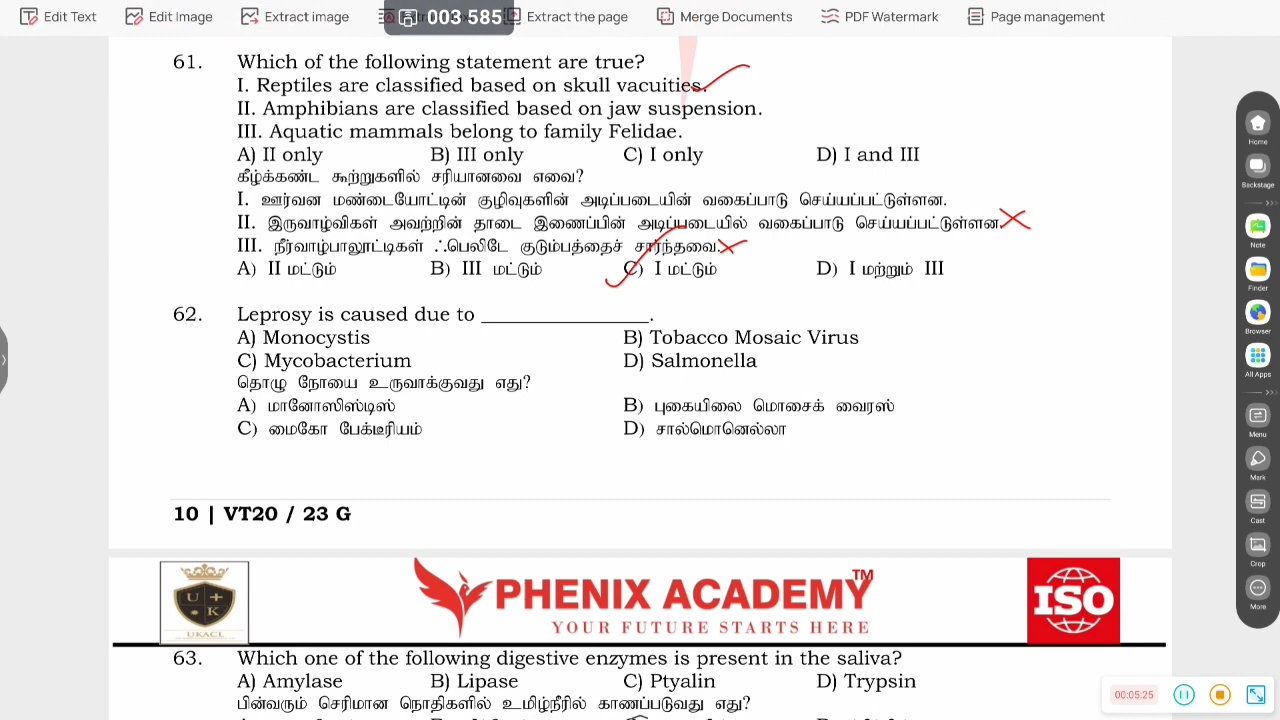 Edit Text Edit Image Extract image 003.585 Extract the page Merge Documents PDF Watermark Page management
61. Which of the following statement are true?
I. Reptiles are classified based on skull vacuities.
II. Amphibians are classified based on jaw suspension.
III. Aquatic mammals belong to family Felidae.
A) II only B) III only C) I only D) I and III
கீழ்க்கண்ட கூற்றுகளில் சரியானவை எவை?
I. ஊர்வன மண்டையோட்டின் குழிவுகளின் அடிப்படையின் வகைப்பாடு செய்யப்பட்டுள்ளன.
II. இருவாழ்விகள் அவற்றின் தாடை இணைப்பின் அடிப்படையில் வகைப்பாடு செய்யப்பட்டுள்ளன.
III. நீர்வாழ்பாலூட்டிகள் ஃபெலிடே குடும்பத்தைச் சார்ந்தவை.
A) II மட்டும் B) III மட்டும் C) I மட்டும் D) I மற்றும் III
62. Leprosy is caused due to ________________.
A) Monocystis B) Tobacco Mosaic Virus
C) Mycobacterium D) Salmonella
தொழு நோயை உருவாக்குவது எது?
A) மானோஸிஸ்டிஸ் B) புகையிலை மொசைக் வைரஸ்
C) மைகோ பேக்டீரியம் D) சால்மொனெல்லா
10 | VT20 / 23 G
U + K
UKACL
PHENIX ACADEMY TM
YOUR FUTURE STARTS HERE
ISO
63. Which one of the following digestive enzymes is present in the saliva?
A) Amylase B) Lipase C) Ptyalin D) Trypsin
பின்வரும் செரிமான நொதிகளில் உமிழ்நீரில் காணப்படுவது எது?
Home
Backstage
Note
Finder
Browser
All Apps
Menu
Mark
Cast
Crop
More
00:05:25